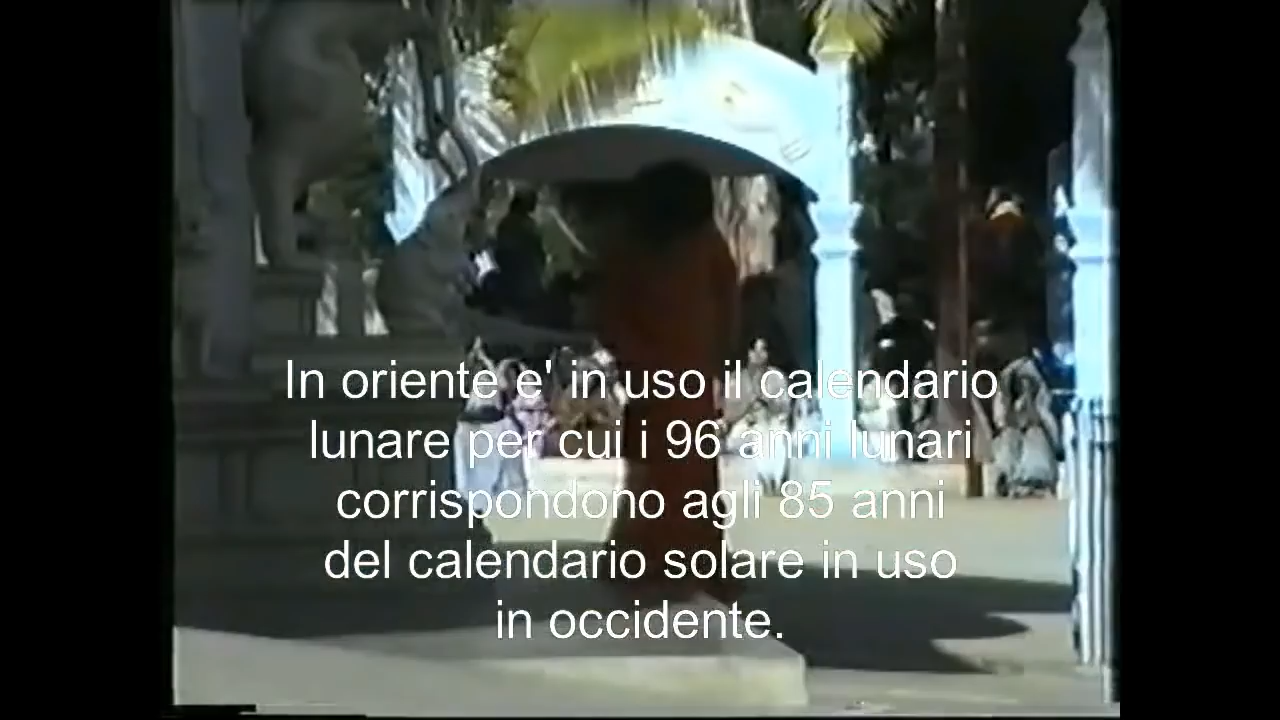 In oriente e' in uso il calendario
lunare per cui i 96 anni lunari
corrispondono agli 85 anni
del calendario solare in uso
in occidente.